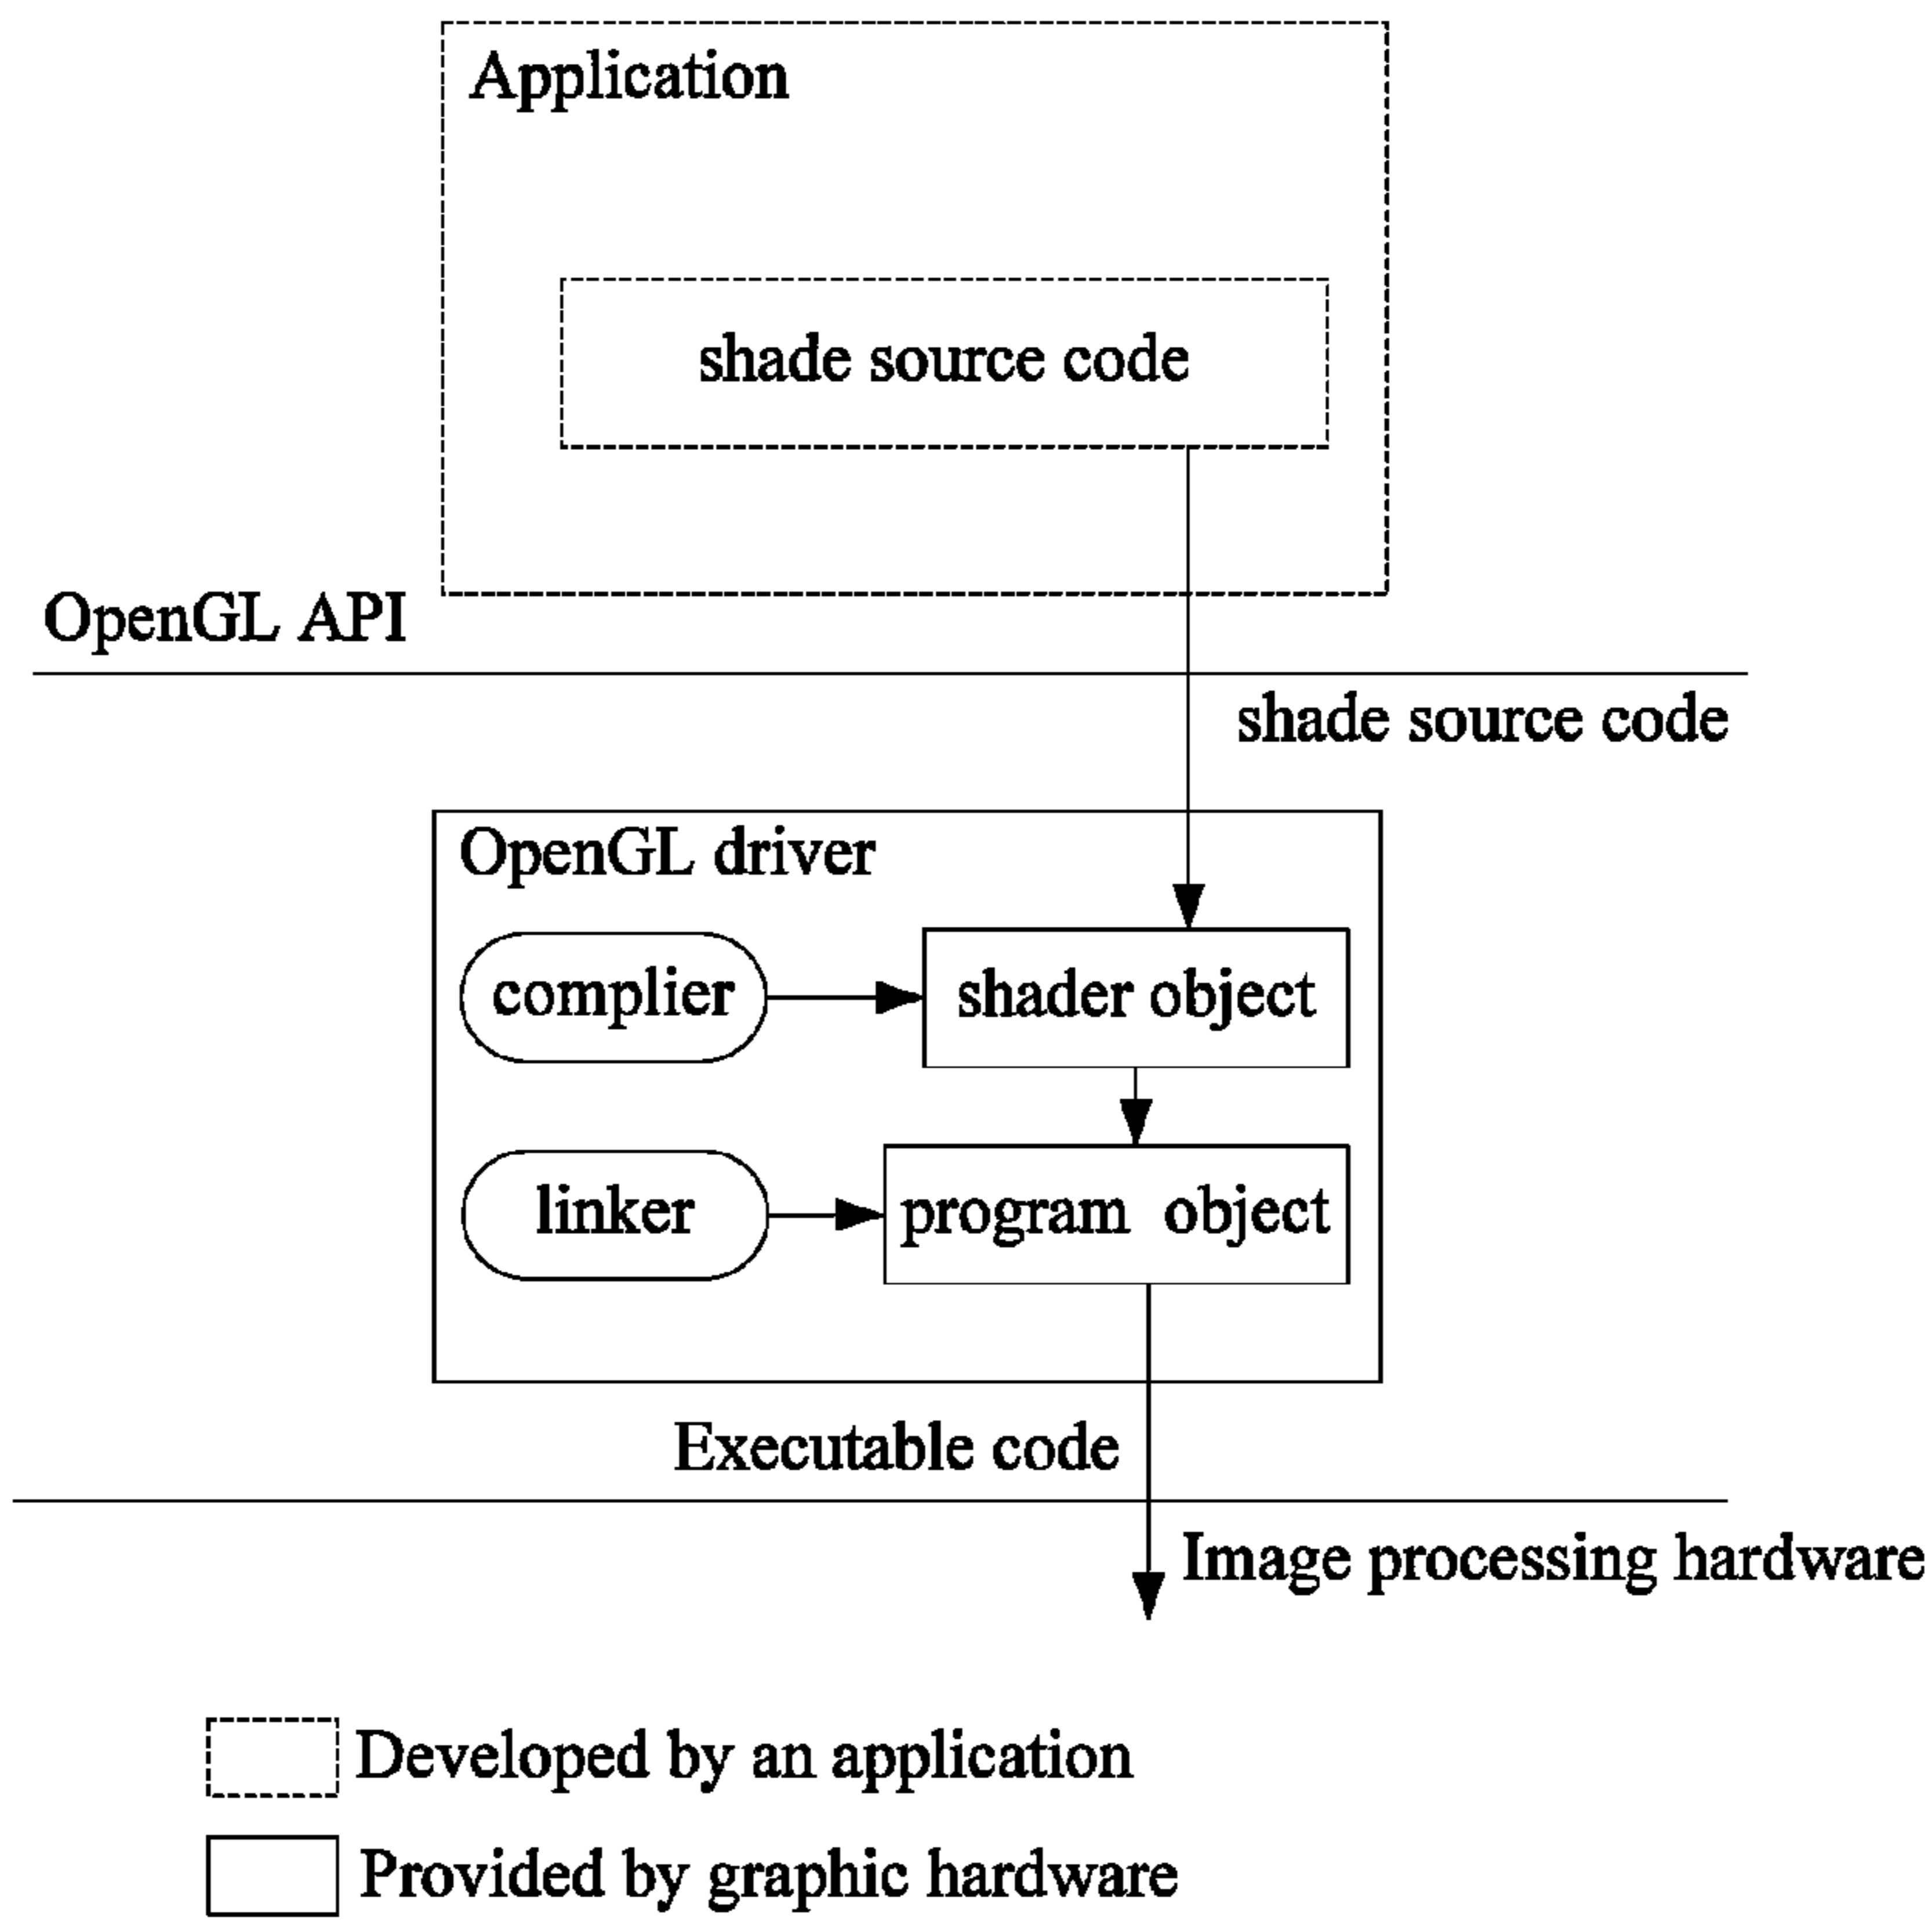 Application
shade source code
OpenGL API
shade source code
OpenGL driver
complier
shader object
linker
program object
Executable code
Image processing hardware
Developed by an application
Provided by graphic hardware